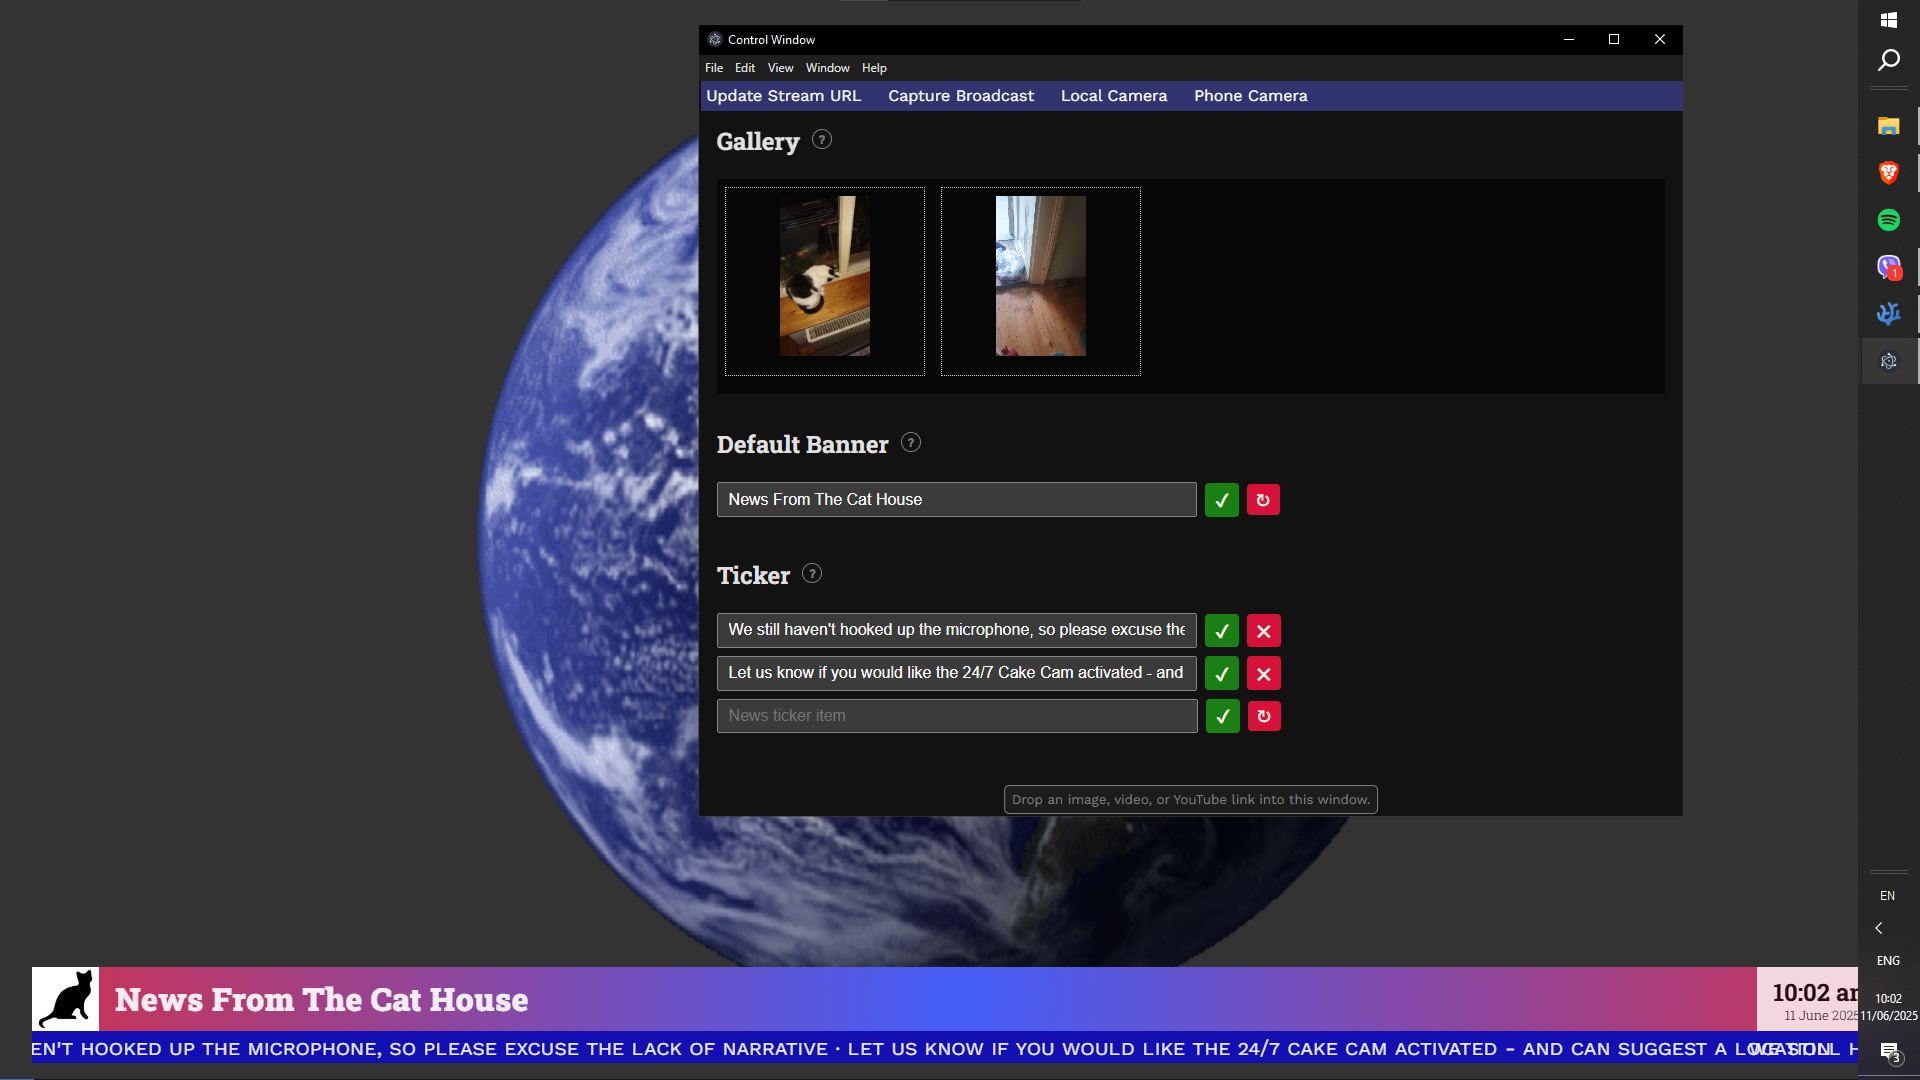 Control Window
File Edit View Window Help
Update Stream URL Capture Broadcast Local Camera Phone Camera
Gallery ?
Default Banner ?
News From The Cat House
Ticker ?
We still haven't hooked up the microphone, so please excuse the
Let us know if you would like the 24/7 Cake Cam activated - and
News ticker item
Drop an image, video, or YouTube link into this window.
News From The Cat House
10:02 am
11 June 2025
EN'T HOOKED UP THE MICROPHONE, SO PLEASE EXCUSE THE LACK OF NARRATIVE · LET US KNOW IF YOU WOULD LIKE THE 24/7 CAKE CAM ACTIVATED - AND CAN SUGGEST A LOCATION WE STILL H
1
EN
ENG
10:02
11/06/2025
3